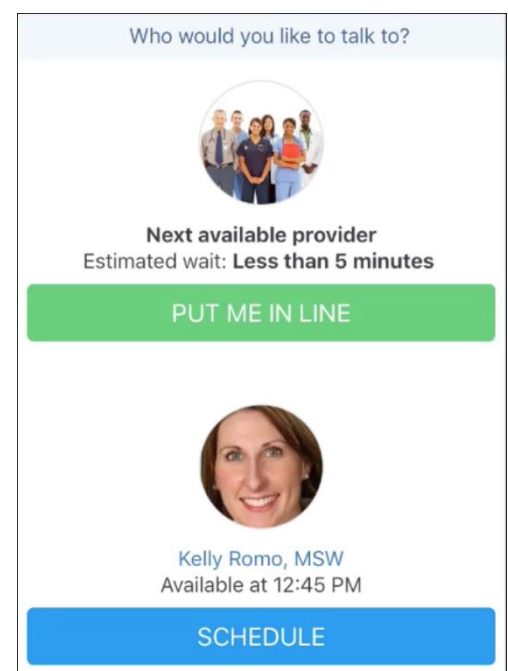 Who would you like to talk to?
Next available provider
Estimated wait: Less than 5 minutes
PUT ME IN LINE
Kelly Romo, MSW
Available at 12:45 PM
SCHEDULE